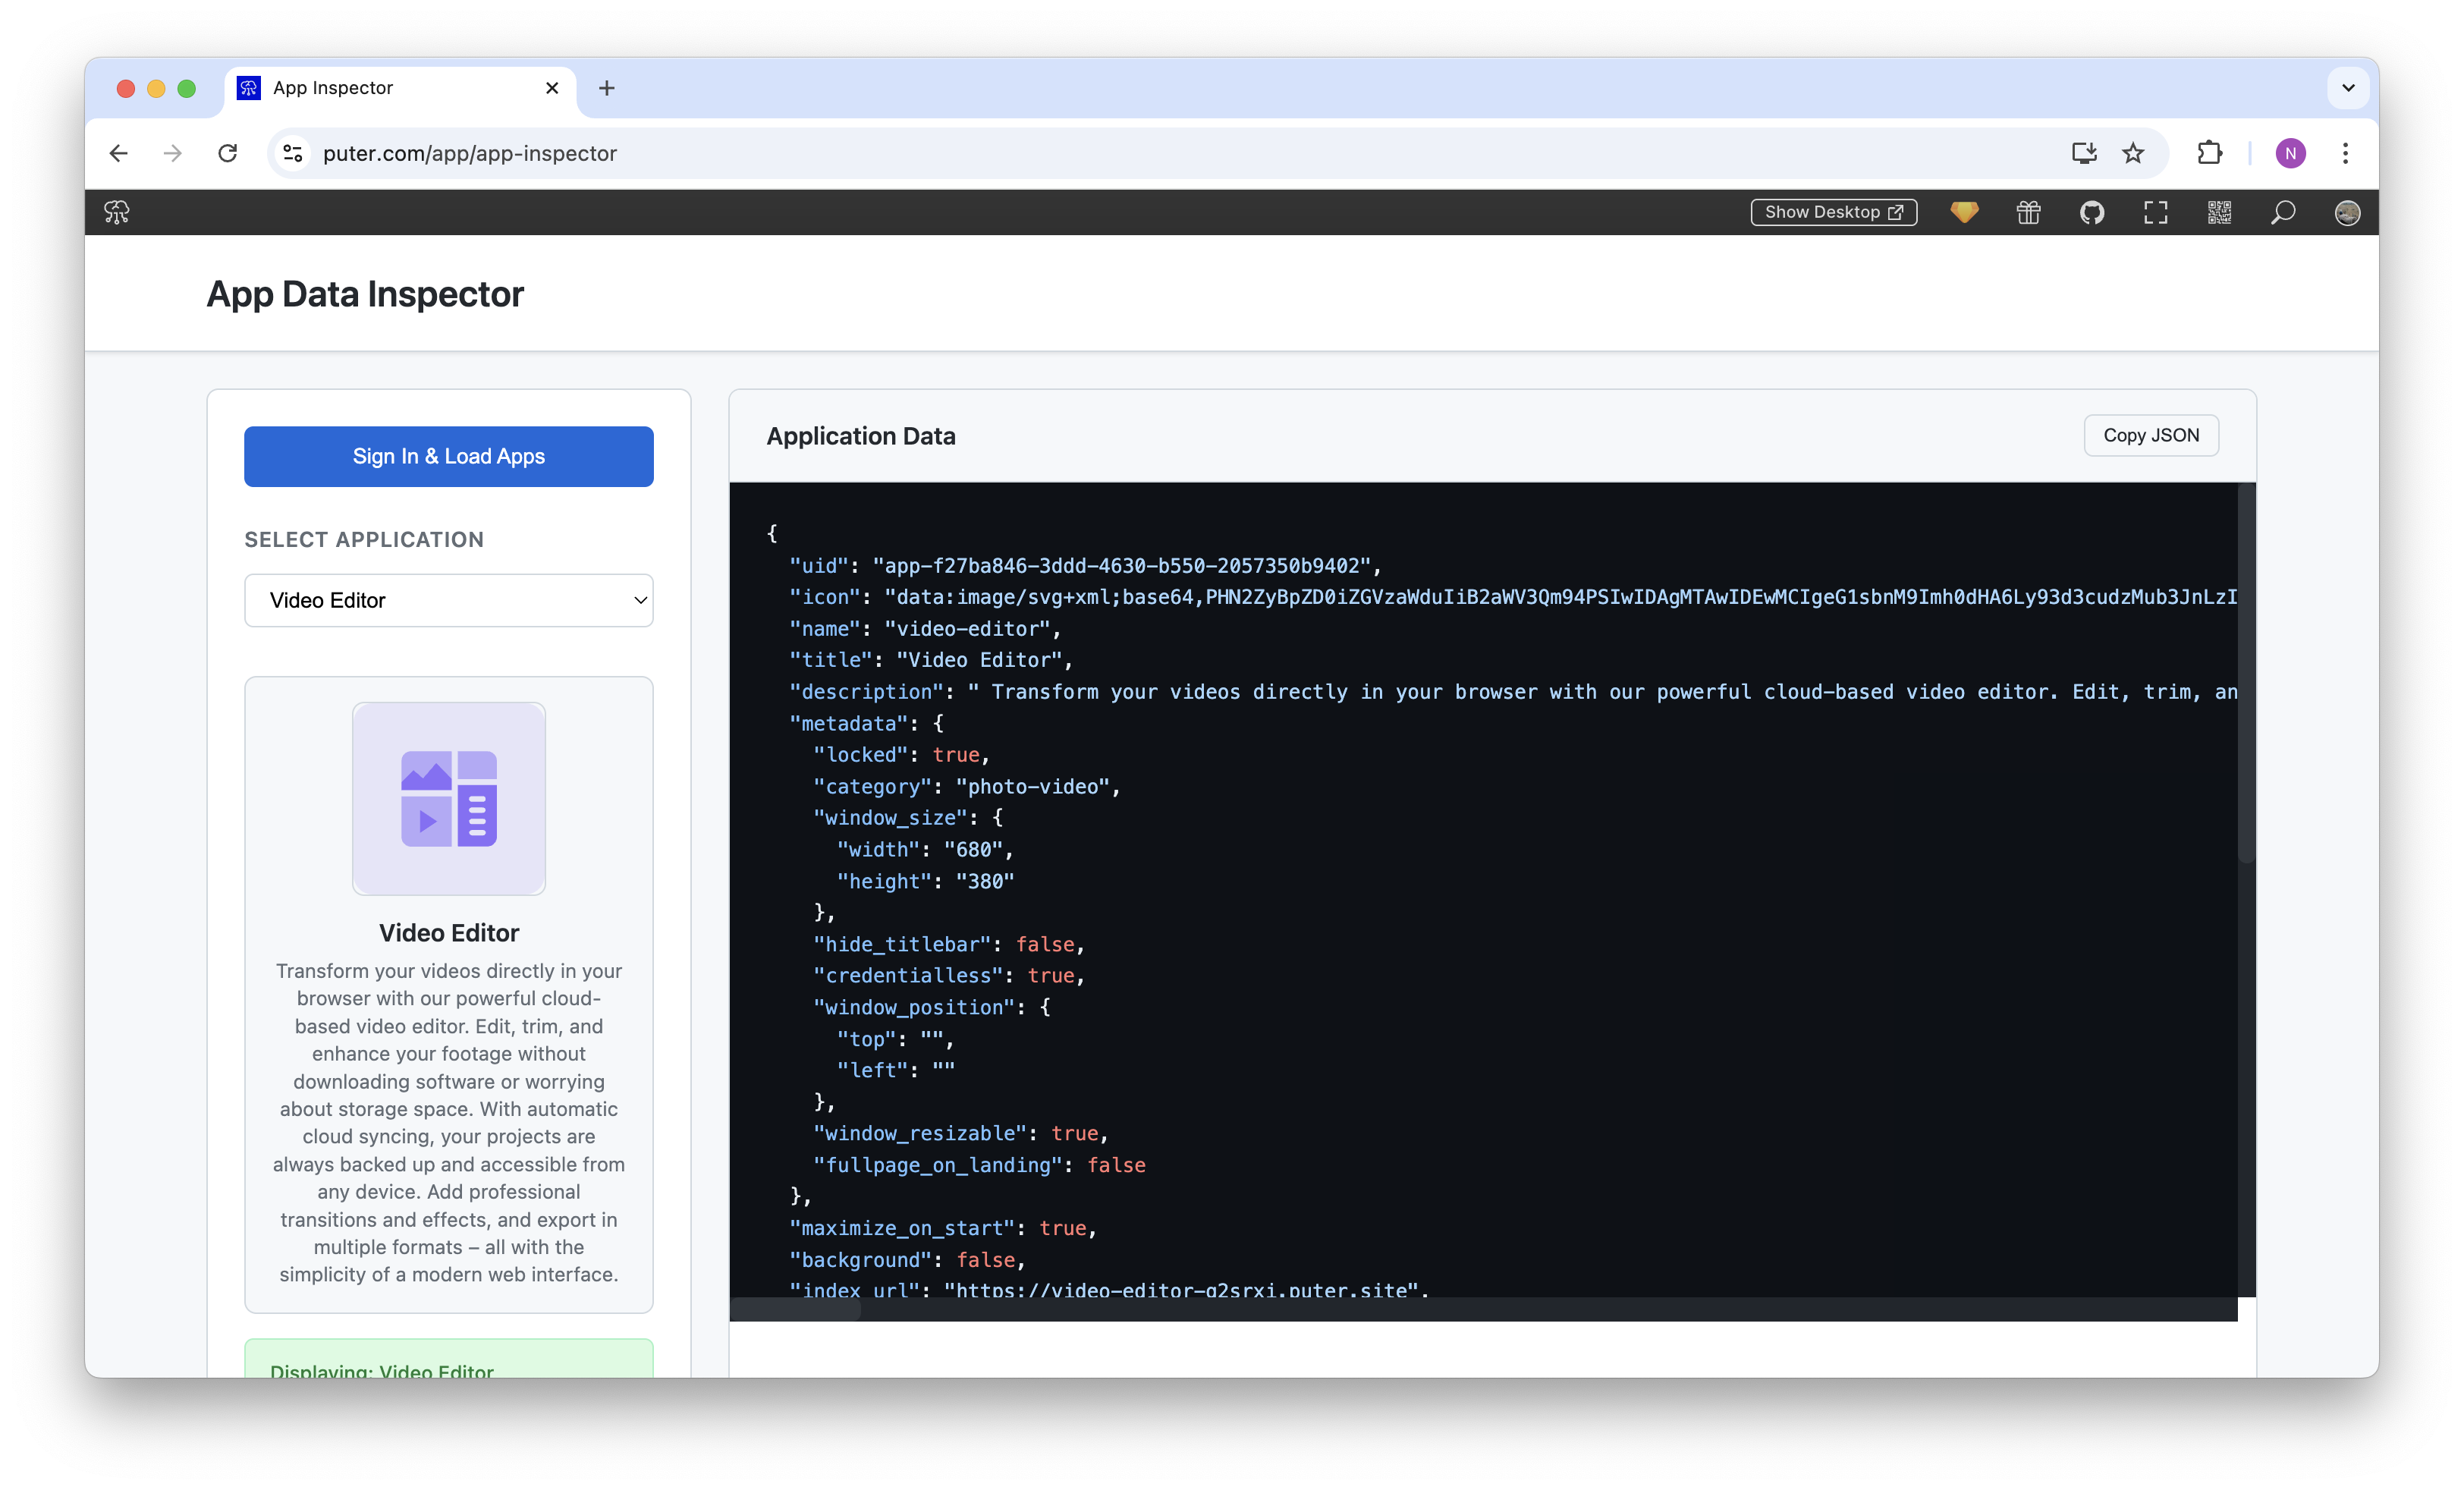 App Inspector
puter.com/app/app-inspector
N
Show Desktop
App Data Inspector
Sign In & Load Apps
SELECT APPLICATION
Video Editor
Video Editor
Transform your videos directly in your
browser with our powerful cloud-
based video editor. Edit, trim, and
enhance your footage without
downloading software or worrying
about storage space. With automatic
cloud syncing, your projects are
always backed up and accessible from
any device. Add professional
transitions and effects, and export in
multiple formats – all with the
simplicity of a modern web interface.
Displaying: Video Editor
Application Data
Copy JSON
{
"uid": "app-f27ba846-3ddd-4630-b550-2057350b9402",
"icon": "data:image/svg+xml;base64,PHN2ZyBpZD0iZGVzaWduIiB2aWV3Qm94PSIwIDAgMTAwIDEwMCIgeG1sbnM9Imh0dHA6Ly93d3cudzMub3JnLzI
"name": "video-editor",
"title": "Video Editor",
"description": " Transform your videos directly in your browser with our powerful cloud-based video editor. Edit, trim, an
"metadata": {
"locked": true,
"category": "photo-video",
"window_size": {
"width": "680",
"height": "380"
},
"hide_titlebar": false,
"credentialless": true,
"window_position": {
"top": "",
"left": ""
},
"window_resizable": true,
"fullpage_on_landing": false
},
"maximize_on_start": true,
"background": false,
"index_url": "https://video-editor-g2srxi.puter.site",